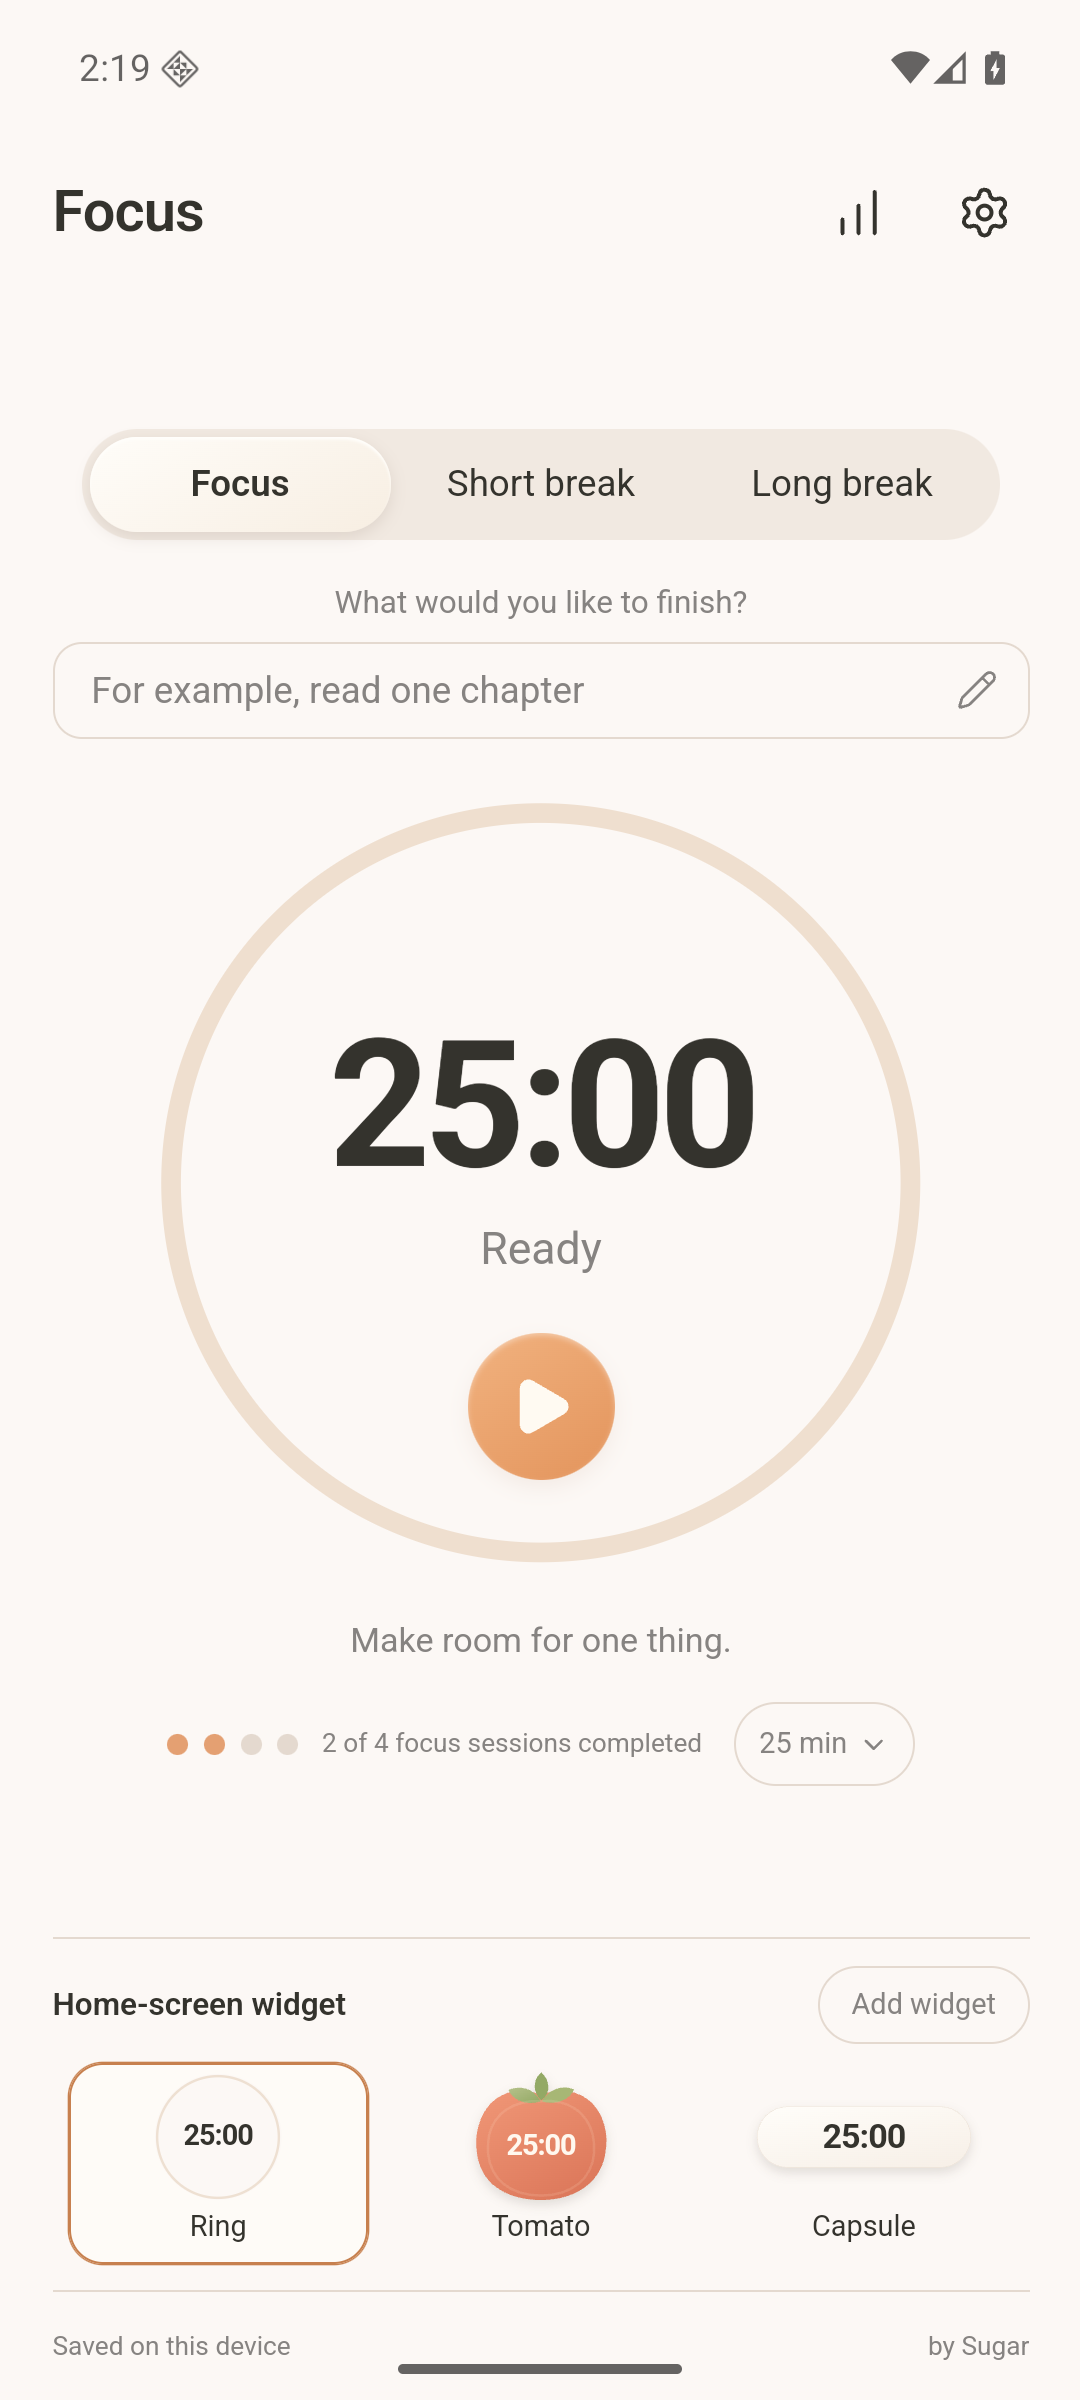 2:19
Focus
Focus
Short break
Long break
What would you like to finish?
For example, read one chapter
25:00
Ready
Make room for one thing.
2 of 4 focus sessions completed
25 min
Home-screen widget
Add widget
25:00
25:00
25:00
Ring
Tomato
Capsule
Saved on this device
by Sugar